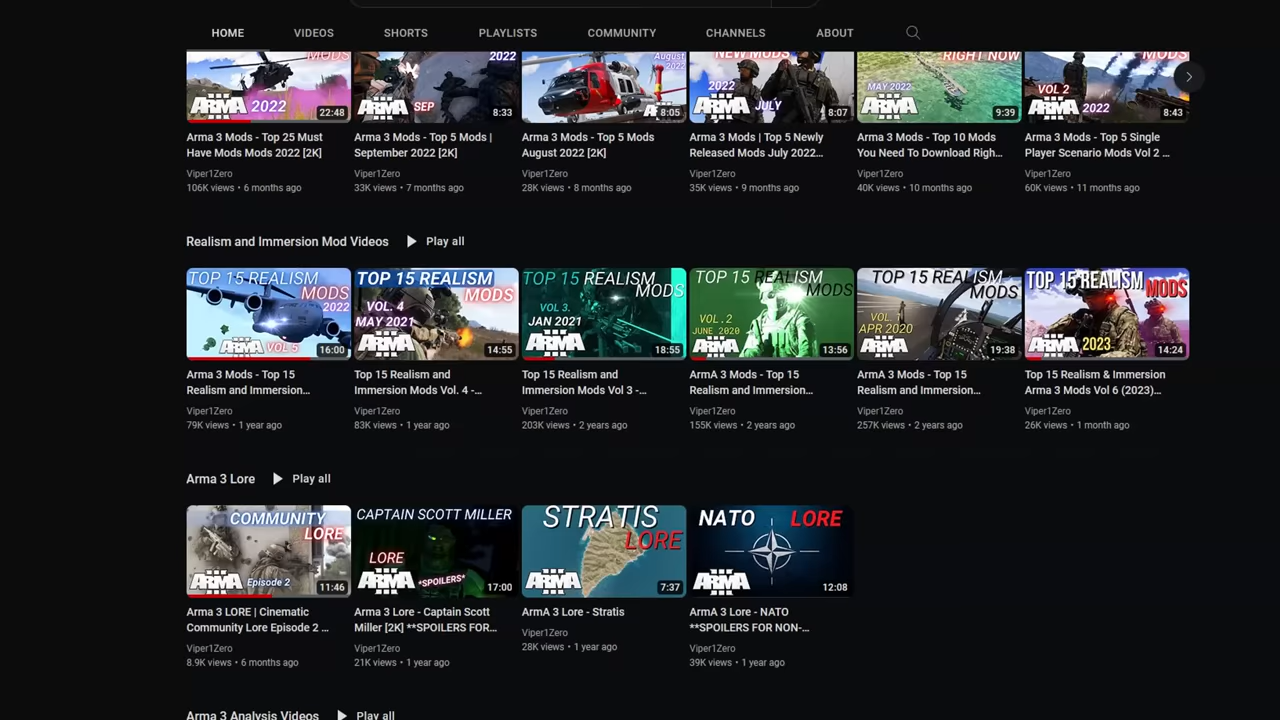 HOME VIDEOS SHORTS PLAYLISTS COMMUNITY CHANNELS ABOUT
MODS
ARMA
2022
22:48
2022
ARMA
SEP
8:33
August
2022
ARMA
8:05
NEW MODS
2022
ARMA
JULY
8:07
RIGHT NOW
MAY 2022
ARMA
9:39
MODS
VOL 2
ARMA
2022
8:43
Arma 3 Mods - Top 25 Must
Have Mods Mods 2022 [2K]
Viper1Zero
106K views • 6 months ago
Arma 3 Mods - Top 5 Mods |
September 2022 [2K]
Viper1Zero
33K views • 7 months ago
Arma 3 Mods - Top 5 Mods
August 2022 [2K]
Viper1Zero
28K views • 8 months ago
Arma 3 Mods | Top 5 Newly
Released Mods July 2022...
Viper1Zero
35K views • 9 months ago
Arma 3 Mods - Top 10 Mods
You Need To Download Righ...
Viper1Zero
40K views • 10 months ago
Arma 3 Mods - Top 5 Single
Player Scenario Mods Vol 2 ...
Viper1Zero
60K views • 11 months ago
Realism and Immersion Mod Videos Play all
TOP 15 REALISM
MODS
2022
ARMA
VOL 5
16:00
TOP 15 REALISM
MODS
VOL. 4
MAY 2021
ARMA
14:55
TOP 15 REALISM
MODS
VOL 3.
JAN 2021
ARMA
18:55
TOP 15 REALISM
MODS
VOL.2
JUNE 2020
ARMA
13:56
TOP 15 REALISM
MODS
VOL. 1
APR 2020
ARMA
19:38
TOP 15 REALISM
MODS
ARMA
2023
14:24
Arma 3 Mods - Top 15
Realism and Immersion...
Viper1Zero
79K views • 1 year ago
Top 15 Realism and
Immersion Mods Vol. 4 -...
Viper1Zero
83K views • 1 year ago
Top 15 Realism and
Immersion Mods Vol 3 -...
Viper1Zero
203K views • 2 years ago
ArmA 3 Mods - Top 15
Realism and Immersion...
Viper1Zero
155K views • 2 years ago
ArmA 3 Mods - Top 15
Realism and Immersion...
Viper1Zero
257K views • 2 years ago
Top 15 Realism & Immersion
Arma 3 Mods Vol 6 (2023)...
Viper1Zero
26K views • 1 month ago
Arma 3 Lore Play all
COMMUNITY
LORE
ARMA
Episode 2
11:46
CAPTAIN SCOTT MILLER
LORE
ARMA
*SPOILERS*
17:00
STRATIS
LORE
ARMA
7:37
NATO LORE
ARMA
12:08
Arma 3 LORE | Cinematic
Community Lore Episode 2 ...
Viper1Zero
8.9K views • 6 months ago
Arma 3 Lore - Captain Scott
Miller [2K] **SPOILERS FOR...
Viper1Zero
21K views • 1 year ago
ArmA 3 Lore - Stratis
Viper1Zero
28K views • 1 year ago
ArmA 3 Lore - NATO
**SPOILERS FOR NON-...
Viper1Zero
39K views • 1 year ago
Arma 3 Analysis Videos Play all